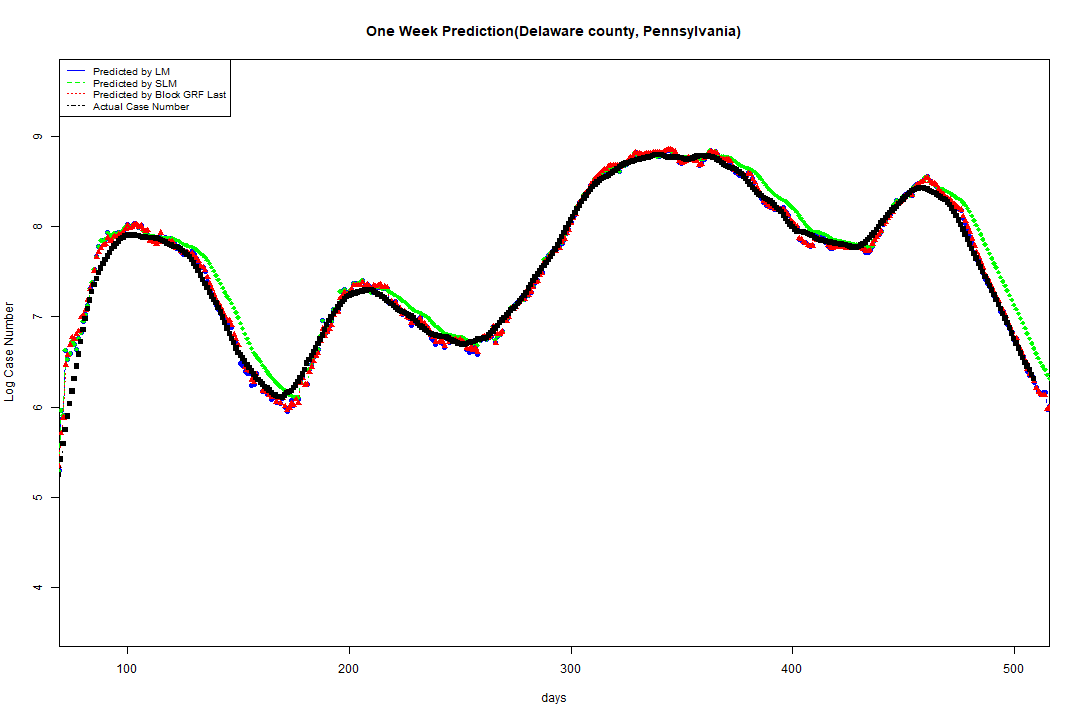 One Week Prediction(Delaware county, Pennsylvania)
Predicted by LM
Predicted by SLM
Predicted by Block GRF Last
Actual Case Number
9
8
7
6
5
4
Log Case Number
100 200 300 400 500
days